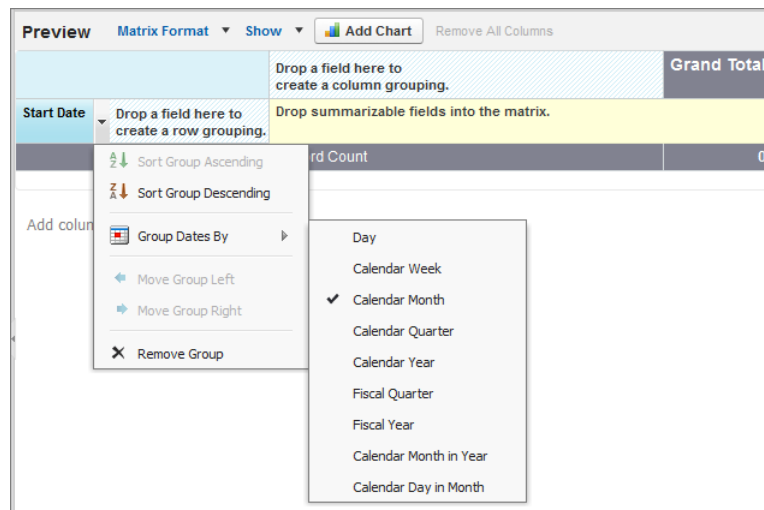 Preview Matrix Format Show Add Chart Remove All Columns
Drop a field here to
create a column grouping.
Grand Total
Start Date
Drop a field here to
create a row grouping.
Drop summarizable fields into the matrix.
Count
0
Sort Group Ascending
Sort Group Descending
Add
Group Dates By
Move Group Left
Move Group Right
Remove Group
Day
Calendar Week
Calendar Month
Calendar Quarter
Calendar Year
Fiscal Quarter
Fiscal Year
Calendar Month in Year
Calendar Day in Month